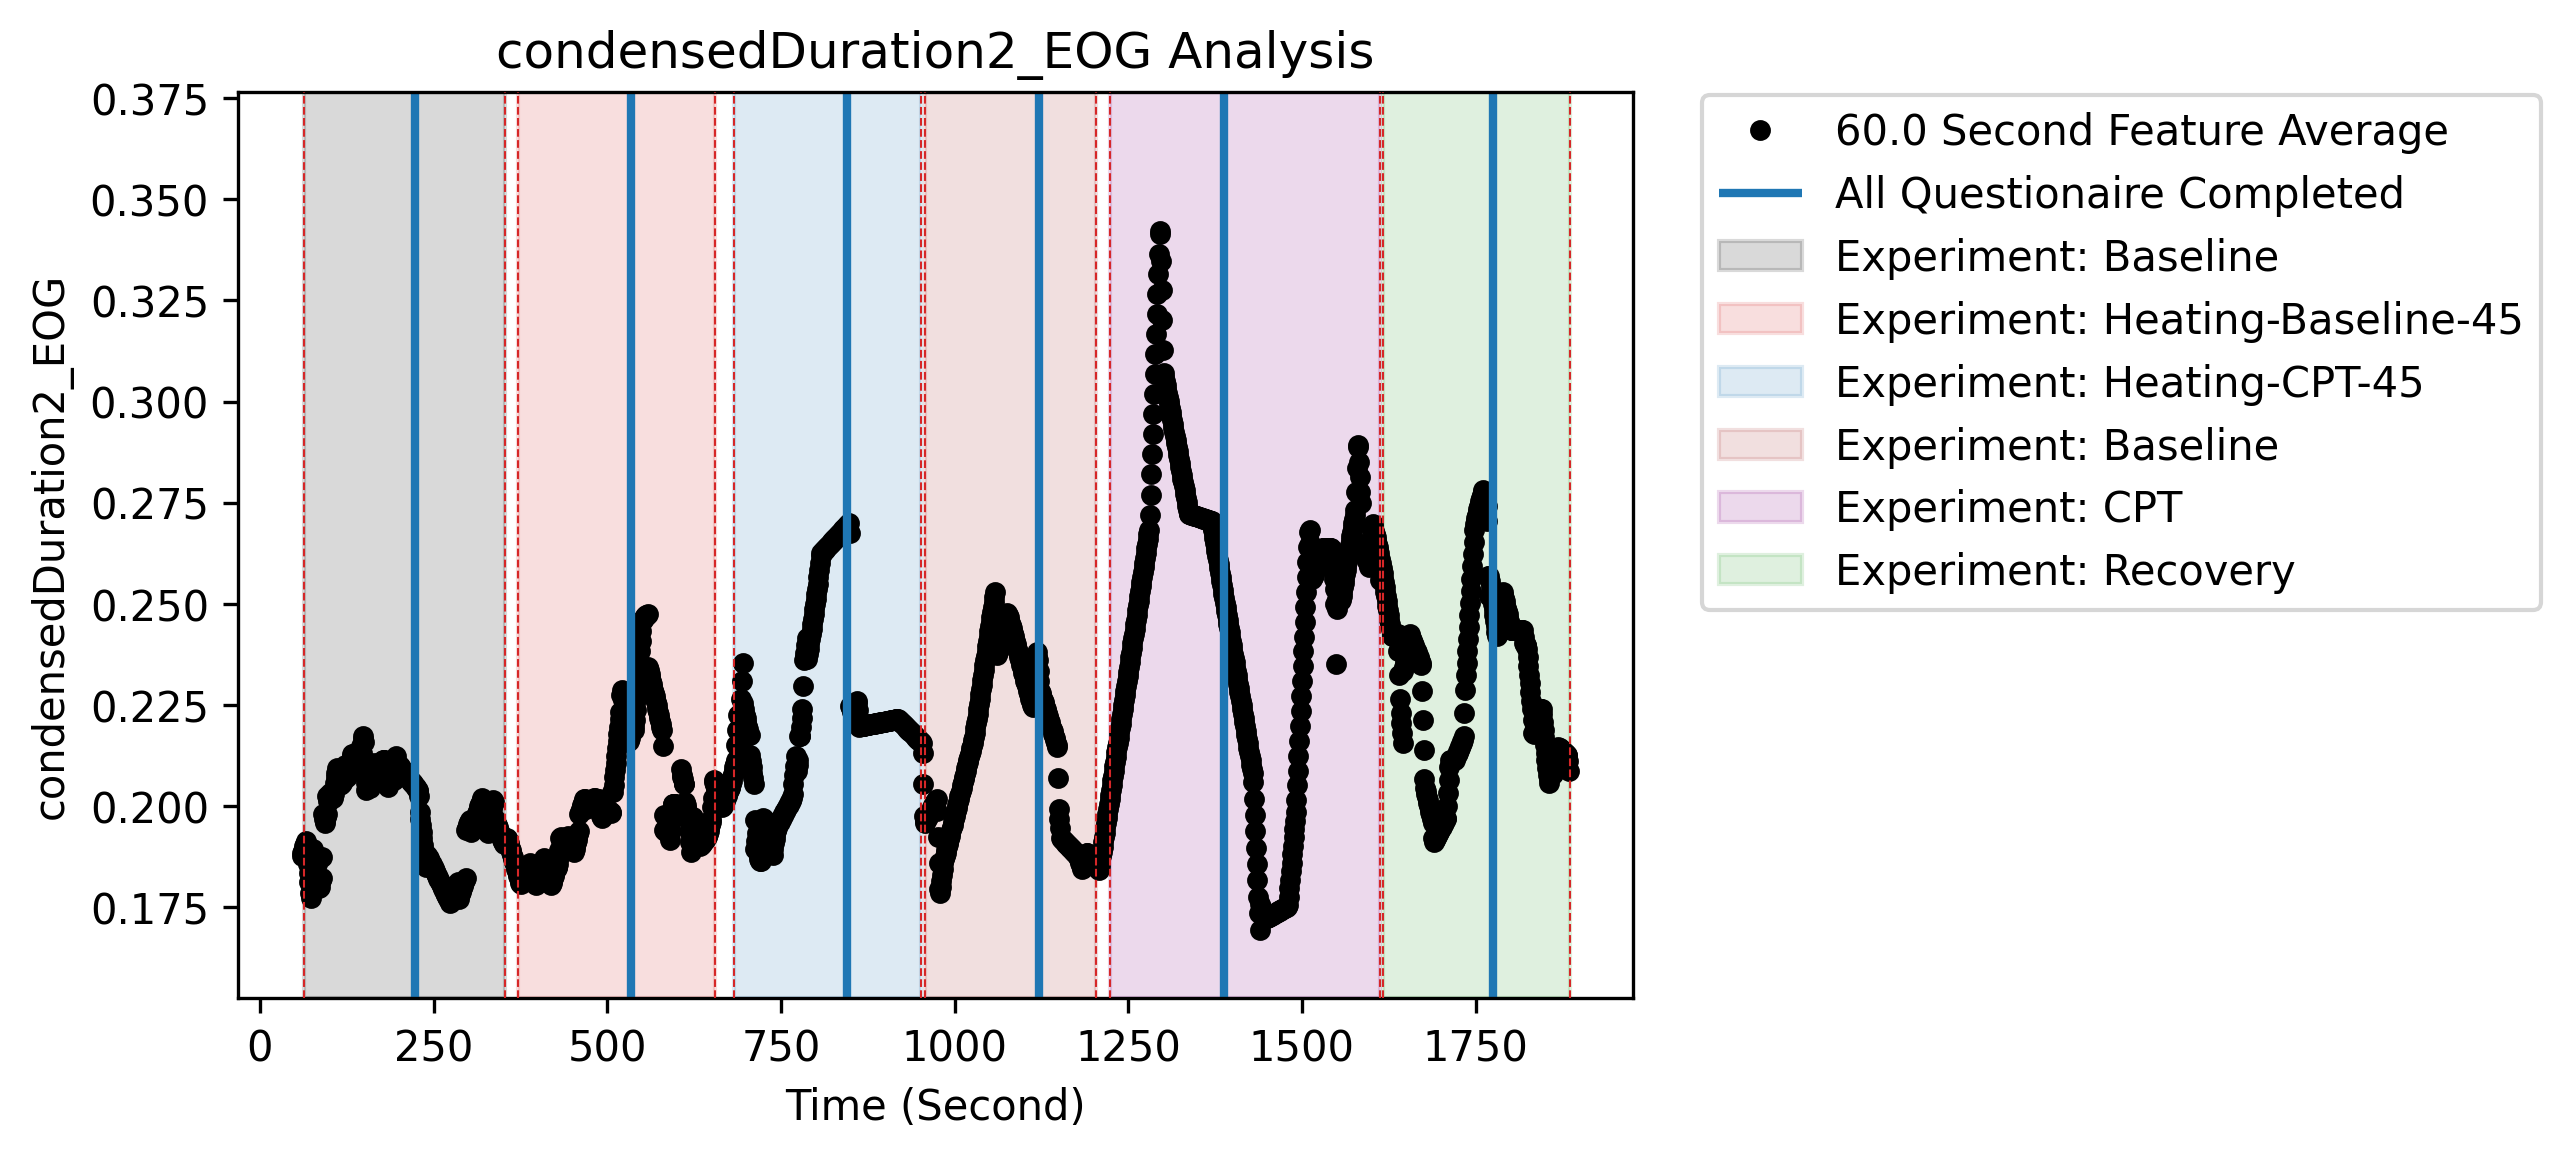 condensedDuration2_EOG Analysis
condensedDuration2_EOG
0.375
0.350
0.325
0.300
0.275
0.250
0.225
0.200
0.175
0
250
500
750
1000
1250
1500
1750
Time (Second)
60.0 Second Feature Average
All Questionaire Completed
Experiment: Baseline
Experiment: Heating-Baseline-45
Experiment: Heating-CPT-45
Experiment: Baseline
Experiment: CPT
Experiment: Recovery